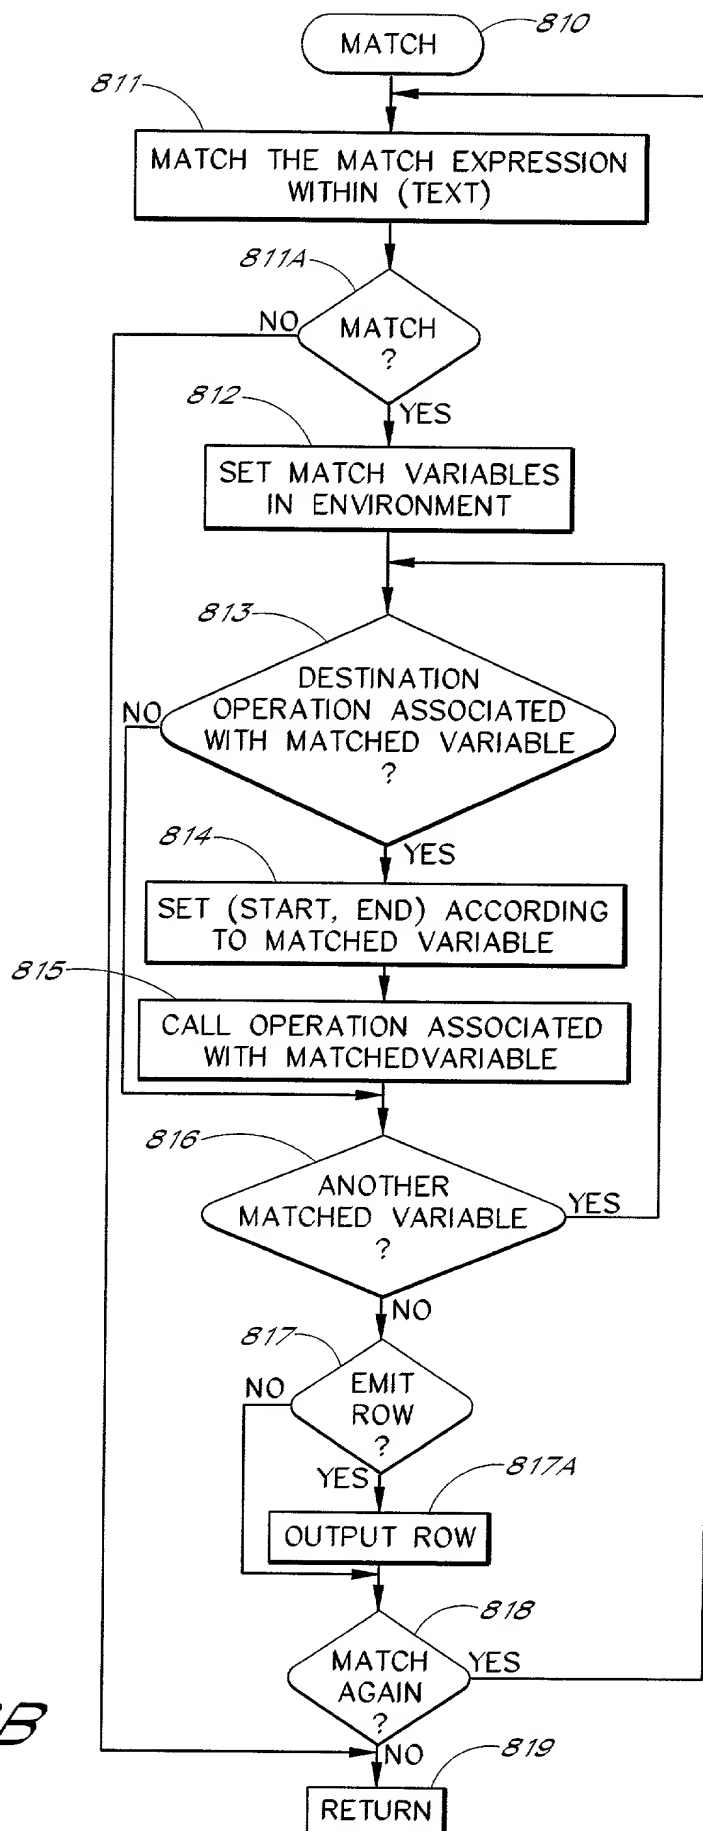 MATCH
810
811
MATCH THE MATCH EXPRESSION
WITHIN (TEXT)
811A
NO
MATCH
?
YES
812
SET MATCH VARIABLES
IN ENVIRONMENT
813
NO
DESTINATION
OPERATION ASSOCIATED
WITH MATCHED VARIABLE
?
YES
814
SET (START, END) ACCORDING
TO MATCHED VARIABLE
815
CALL OPERATION ASSOCIATED
WITH MATCHEDVARIABLE
816
ANOTHER
MATCHED VARIABLE
?
YES
NO
817
NO
EMIT
ROW
?
YES
817A
OUTPUT ROW
818
MATCH
AGAIN
?
YES
NO
819
RETURN